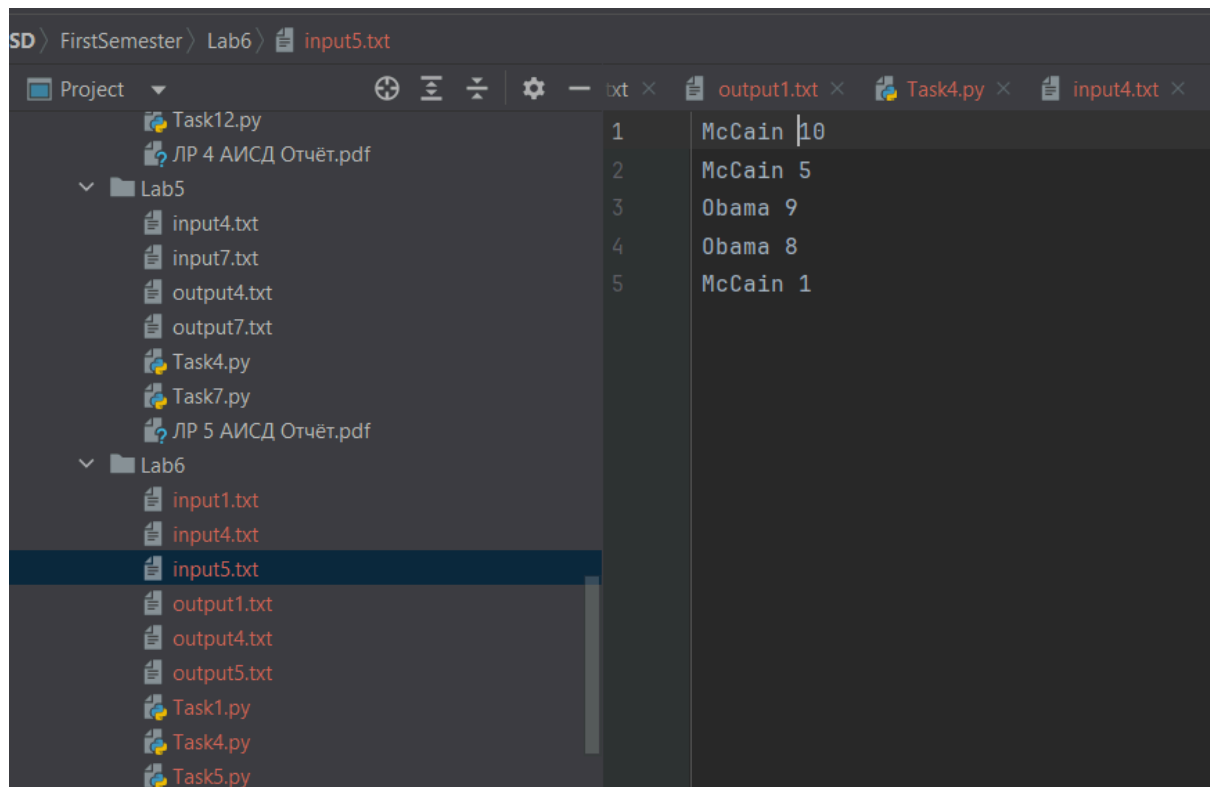 SD 〉 FirstSemester 〉 Lab6 〉 input5.txt
Project
txt × output1.txt × Task4.py × input4.txt ×
Task12.py
ЛР 4 АИСД Отчёт.pdf
Lab5
input4.txt
input7.txt
output4.txt
output7.txt
Task4.py
Task7.py
ЛР 5 АИСД Отчёт.pdf
Lab6
input1.txt
input4.txt
input5.txt
output1.txt
output4.txt
output5.txt
Task1.py
Task4.py
Task5.py
1 McCain 10
2 McCain 5
3 Obama 9
4 Obama 8
5 McCain 1